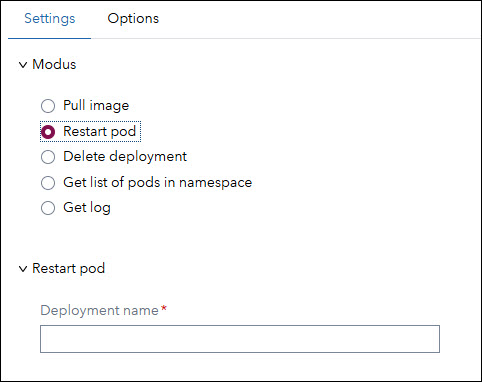 Settings Options
Modus
Pull image
Restart pod
Delete deployment
Get list of pods in namespace
Get log
Restart pod
Deployment name*